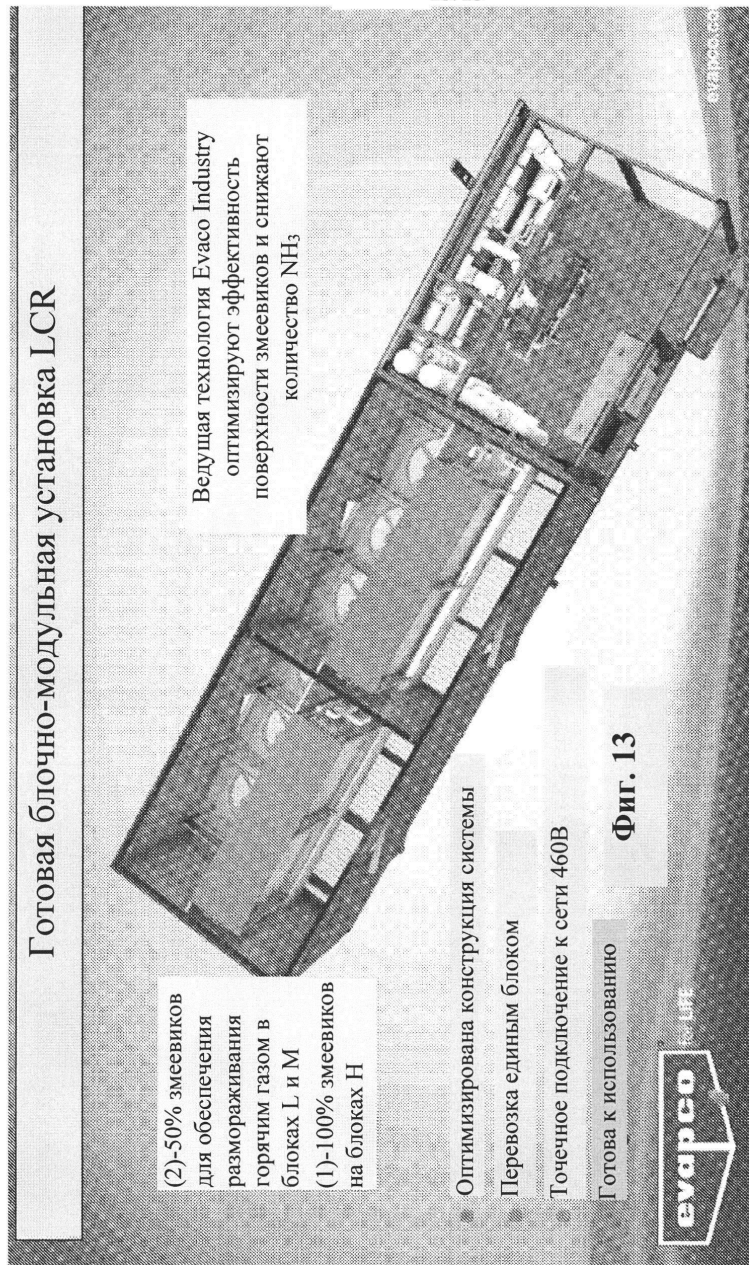 Готовая блочно-модульная установка LCR
Ведущая технология Evaco Industry
оптимизируют эффективность
поверхности змеевиков и снижают
количество NH₃
(2)-50% змеевиков
для обеспечения
размораживания
горячим газом в
блоках L и M
(1)-100% змеевиков
на блоках H
Оптимизирована конструкция системы
Перевозка единым блоком
Точечное подключение к сети 460В
Готова к использованию
Фиг. 13
evapco
for LIFE
evapco.com